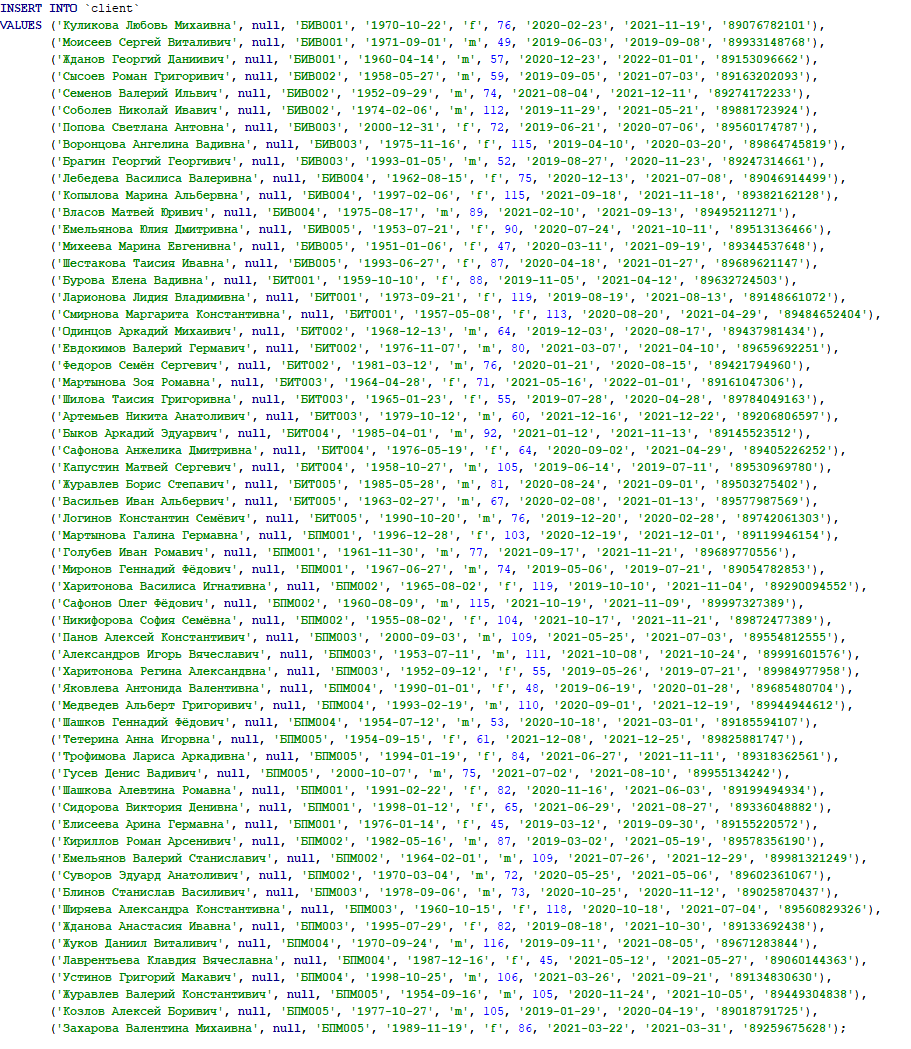 INSERT INTO `client`
VALUES ('Куликова Любовь Михаивна', null, 'БИВ001', '1970-10-22', 'f', 76, '2020-02-23', '2021-11-19', '89076782101'),
('Моисеев Сергей Виталивич', null, 'БИВ001', '1971-09-01', 'm', 49, '2019-06-03', '2019-09-08', '89933148768'),
('Жданов Георгий Даниивич', null, 'БИВ001', '1960-04-14', 'm', 57, '2020-12-23', '2022-01-01', '89153096662'),
('Сысоев Роман Григоривич', null, 'БИВ002', '1958-05-27', 'm', 59, '2019-09-05', '2021-07-03', '89163202093'),
('Семенов Валерий Ильвич', null, 'БИВ002', '1952-09-29', 'm', 74, '2021-08-04', '2021-12-11', '89274172233'),
('Соболев Николай Ивавич', null, 'БИВ002', '1974-02-06', 'm', 112, '2019-11-29', '2021-05-21', '89881723924'),
('Попова Светлана Антовна', null, 'БИВ003', '2000-12-31', 'f', 72, '2019-06-21', '2020-07-06', '89560174787'),
('Воронцова Ангелина Вадивна', null, 'БИВ003', '1975-11-16', 'f', 115, '2019-04-10', '2020-03-20', '89864745819'),
('Брагин Георгий Георгивич', null, 'БИВ003', '1993-01-05', 'm', 52, '2019-08-27', '2020-11-23', '89247314661'),
('Лебедева Василиса Валеривна', null, 'БИВ004', '1962-08-15', 'f', 75, '2020-12-13', '2021-07-08', '89046914499'),
('Копылова Марина Альбервна', null, 'БИВ004', '1997-02-06', 'f', 115, '2021-09-18', '2021-11-18', '89382162128'),
('Власов Матвей Юривич', null, 'БИВ004', '1975-08-17', 'm', 89, '2021-02-10', '2021-09-13', '89495211271'),
('Емельянова Юлия Дмитривна', null, 'БИВ005', '1953-07-21', 'f', 90, '2020-07-24', '2021-10-11', '89513136466'),
('Михеева Марина Евгенивна', null, 'БИВ005', '1951-01-06', 'f', 47, '2020-03-11', '2021-09-19', '89344537648'),
('Шестакова Таисия Ивавна', null, 'БИВ005', '1993-06-27', 'f', 87, '2020-04-18', '2021-01-27', '89689621147'),
('Бурова Елена Вадивна', null, 'БИТ001', '1959-10-10', 'f', 88, '2019-11-05', '2021-04-12', '89632724503'),
('Ларионова Лидия Владимивна', null, 'БИТ001', '1973-09-21', 'f', 119, '2019-08-19', '2021-08-13', '89148661072'),
('Смирнова Маргарита Константивна', null, 'БИТ001', '1957-05-08', 'f', 113, '2020-08-20', '2021-04-29', '89484652404'),
('Одинцов Аркадий Михаивич', null, 'БИТ002', '1968-12-13', 'm', 64, '2019-12-03', '2020-08-17', '89437981434'),
('Евдокимов Валерий Гермавич', null, 'БИТ002', '1976-11-07', 'm', 80, '2021-03-07', '2021-04-10', '89659692251'),
('Федоров Семён Сергевич', null, 'БИТ002', '1981-03-12', 'm', 76, '2020-01-21', '2020-08-15', '89421794960'),
('Мартынова Зоя Ромавна', null, 'БИТ003', '1964-04-28', 'f', 71, '2021-05-16', '2022-01-01', '89161047306'),
('Шилова Таисия Григоривна', null, 'БИТ003', '1965-01-23', 'f', 55, '2019-07-28', '2020-04-28', '89784049163'),
('Артемьев Никита Анатоливич', null, 'БИТ003', '1979-10-12', 'm', 60, '2021-12-16', '2021-12-22', '89206806597'),
('Быков Аркадий Эдуарвич', null, 'БИТ004', '1985-04-01', 'm', 92, '2021-01-12', '2021-11-13', '89145523512'),
('Сафонова Анжелика Дмитривна', null, 'БИТ004', '1976-05-19', 'f', 64, '2020-09-02', '2021-04-29', '89405226252'),
('Капустин Матвей Сергевич', null, 'БИТ004', '1958-10-27', 'm', 105, '2019-06-14', '2019-07-11', '89530969780'),
('Журавлев Борис Степавич', null, 'БИТ005', '1985-05-28', 'm', 81, '2020-08-24', '2021-09-01', '89503275402'),
('Васильев Иван Альбервич', null, 'БИТ005', '1963-02-27', 'm', 67, '2020-02-08', '2021-01-13', '89577987569'),
('Логинов Константин Семёвич', null, 'БИТ005', '1990-10-20', 'm', 76, '2019-12-20', '2020-02-28', '89742061303'),
('Мартынова Галина Гермавна', null, 'БПМ001', '1996-12-28', 'f', 103, '2020-12-19', '2021-12-01', '89119946154'),
('Голубев Иван Ромавич', null, 'БПМ001', '1961-11-30', 'm', 77, '2021-09-17', '2021-11-21', '89689770556'),
('Миронов Геннадий Фёдович', null, 'БПМ001', '1967-06-27', 'm', 74, '2019-05-06', '2019-07-21', '89054782853'),
('Харитонова Василиса Игнативна', null, 'БПМ002', '1965-08-02', 'f', 119, '2019-10-10', '2021-11-04', '89290094552'),
('Сафонов Олег Фёдович', null, 'БПМ002', '1960-08-09', 'm', 115, '2021-10-19', '2021-11-09', '89997327389'),
('Никифорова София Семёвна', null, 'БПМ002', '1955-08-02', 'f', 104, '2021-10-17', '2021-11-21', '89872477389'),
('Панов Алексей Константивич', null, 'БПМ003', '2000-09-03', 'm', 109, '2021-05-25', '2021-07-03', '89554812555'),
('Александров Игорь Вячеславич', null, 'БПМ003', '1953-07-11', 'm', 111, '2021-10-08', '2021-10-24', '89991601576'),
('Харитонова Регина Александвна', null, 'БПМ003', '1952-09-12', 'f', 55, '2019-05-26', '2019-07-21', '89984977958'),
('Яковлева Антонида Валентивна', null, 'БПМ004', '1990-01-01', 'f', 48, '2019-06-19', '2020-01-28', '89685480704'),
('Медведев Альберт Григоривич', null, 'БПМ004', '1993-02-19', 'm', 110, '2020-09-01', '2021-12-19', '89944944612'),
('Шашков Геннадий Фёдович', null, 'БПМ004', '1954-07-12', 'm', 53, '2020-10-18', '2021-03-01', '89185594107'),
('Тетерина Анна Игорвна', null, 'БПМ005', '1954-09-15', 'f', 61, '2021-12-08', '2021-12-25', '89825881747'),
('Трофимова Лариса Аркадивна', null, 'БПМ005', '1994-01-19', 'f', 84, '2021-06-27', '2021-11-11', '89318362561'),
('Гусев Денис Вадивич', null, 'БПМ005', '2000-10-07', 'm', 75, '2021-07-02', '2021-08-10', '89955134242'),
('Шашкова Алевтина Ромавна', null, 'БПМ001', '1991-02-22', 'f', 82, '2020-11-16', '2021-06-03', '89199494934'),
('Сидорова Виктория Денивна', null, 'БПМ001', '1998-01-12', 'f', 65, '2021-06-29', '2021-08-27', '89336048882'),
('Елисеева Арина Гермавна', null, 'БПМ001', '1976-01-14', 'f', 45, '2019-03-12', '2019-09-30', '89155220572'),
('Кириллов Роман Арсенивич', null, 'БПМ002', '1982-05-16', 'm', 87, '2019-03-02', '2021-05-19', '89578356190'),
('Емельянов Валерий Станиславич', null, 'БПМ002', '1964-02-01', 'm', 109, '2021-07-26', '2021-12-29', '89981321249'),
('Суворов Эдуард Анатоливич', null, 'БПМ002', '1970-03-04', 'm', 72, '2020-05-25', '2021-05-06', '89602361067'),
('Блинов Станислав Василивич', null, 'БПМ003', '1978-09-06', 'm', 73, '2020-10-25', '2020-11-12', '89025870437'),
('Ширяева Александра Константивна', null, 'БПМ003', '1960-10-15', 'f', 118, '2020-10-18', '2021-07-04', '89560829326'),
('Жданова Анастасия Ивавна', null, 'БПМ003', '1995-07-29', 'f', 82, '2019-08-18', '2021-10-30', '89133692438'),
('Жуков Даниил Виталивич', null, 'БПМ004', '1970-09-24', 'm', 116, '2019-09-11', '2021-08-05', '89671283844'),
('Лаврентьева Клавдия Вячеславна', null, 'БПМ004', '1987-12-16', 'f', 45, '2021-05-12', '2021-05-27', '89060144363'),
('Устинов Григорий Макавич', null, 'БПМ004', '1998-10-25', 'm', 106, '2021-03-26', '2021-09-21', '89134830630'),
('Журавлев Валерий Константивич', null, 'БПМ005', '1954-09-16', 'm', 105, '2020-11-24', '2021-10-05', '89449304838'),
('Козлов Алексей Боривич', null, 'БПМ005', '1977-10-27', 'm', 105, '2019-01-29', '2020-04-19', '89018791725'),
('Захарова Валентина Михаивна', null, 'БПМ005', '1989-11-19', 'f', 86, '2021-03-22', '2021-03-31', '89259675628');